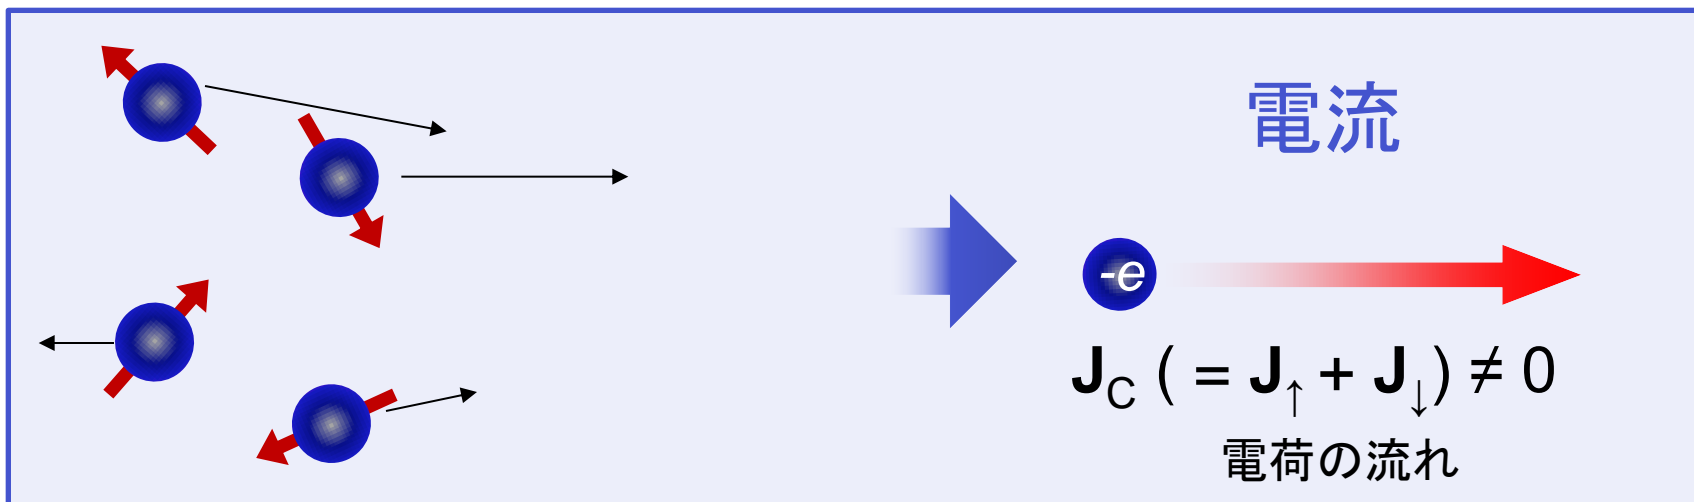 電流
-e
J_C ( = J_↑ + J_↓) ≠ 0
電荷の流れ